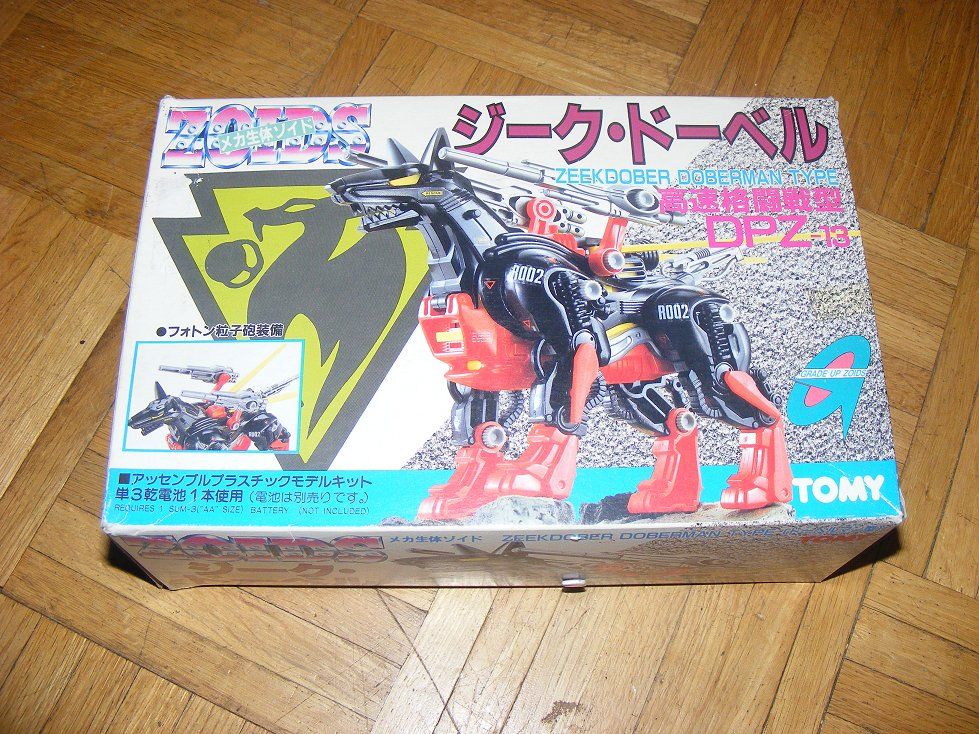 ZOIDS
メカ生体ゾイド
ジーク・ドーベル
ZEEKDOBER DOBERMAN TYPE
高速格闘戦型
DPZ-13
R002
R002
●フォトン粒子砲装備
R002
GRADE UP ZOIDS
■アッセンブルプラスチックモデルキット
単3乾電池1本使用(電池は別売りです。)
REQUIRES 1 SUM-3("AA" SIZE) BATTERY (NOT INCLUDED)
TOMY
ZOIDS
メカ生体ゾイド
ZEEKDOBER DOBERMAN TYPE
TOMY
ジーク・